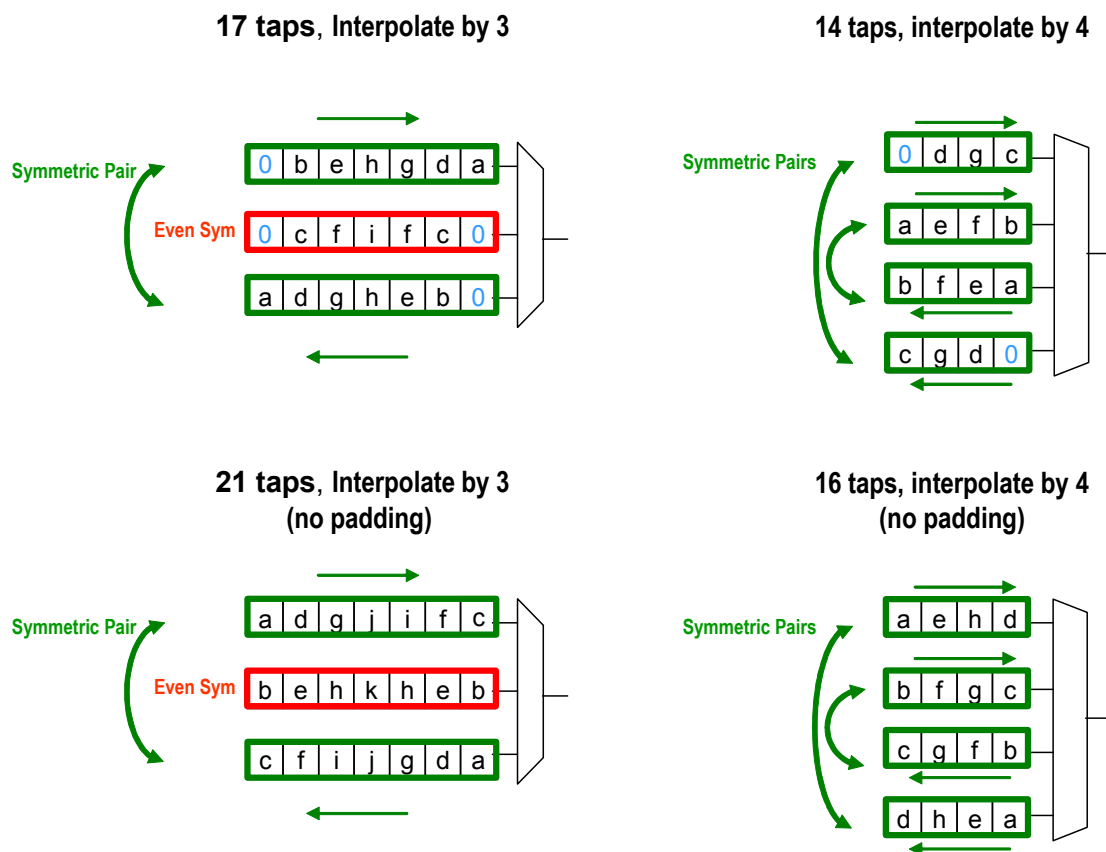 17 taps, Interpolate by 3
Symmetric Pair
0 b e h g d a
Even Sym
0 c f i f c 0
a d g h e b 0
14 taps, interpolate by 4
Symmetric Pairs
0 d g c
a e f b
b f e a
c g d 0
21 taps, Interpolate by 3
(no padding)
Symmetric Pair
a d g j i f c
Even Sym
b e h k h e b
c f i j g d a
16 taps, interpolate by 4
(no padding)
Symmetric Pairs
a e h d
b f g c
c g f b
d h e a